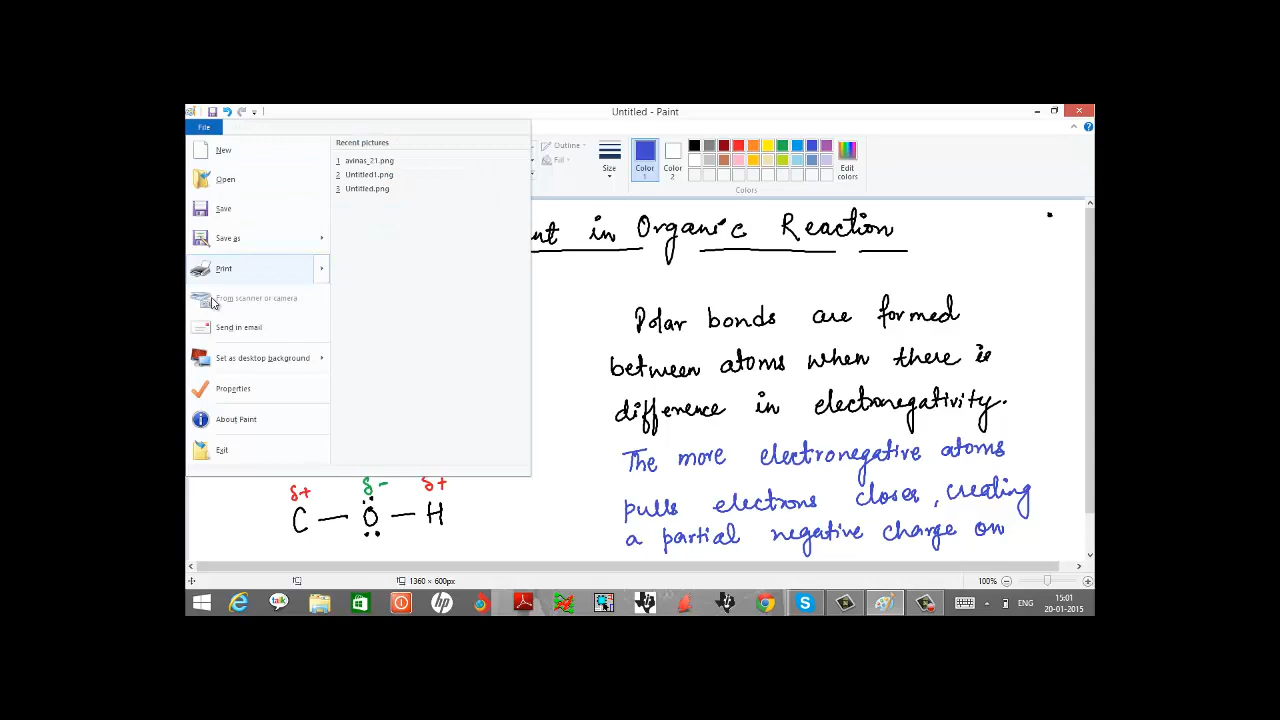 Untitled - Paint
File
New
Open
Save
Save as
Print
From scanner or camera
Send in email
Set as desktop background
Properties
About Paint
Exit
Recent pictures
1 avinas_21.png
2 Untitled1.png
3 Untitled.png
Outline
Fill
Size
Color 1
Color 2
Edit colors
Colors
in Organic Reaction
Polar bonds are formed
between atoms when there is
difference in electronegativity.
The more electronegative atoms
pulls electrons closer, creating
a partial negative charge on
δ+ δ- δ+
C — O — H
1360 × 600px
100%
talk
hp
ENG
15:01
20-01-2015